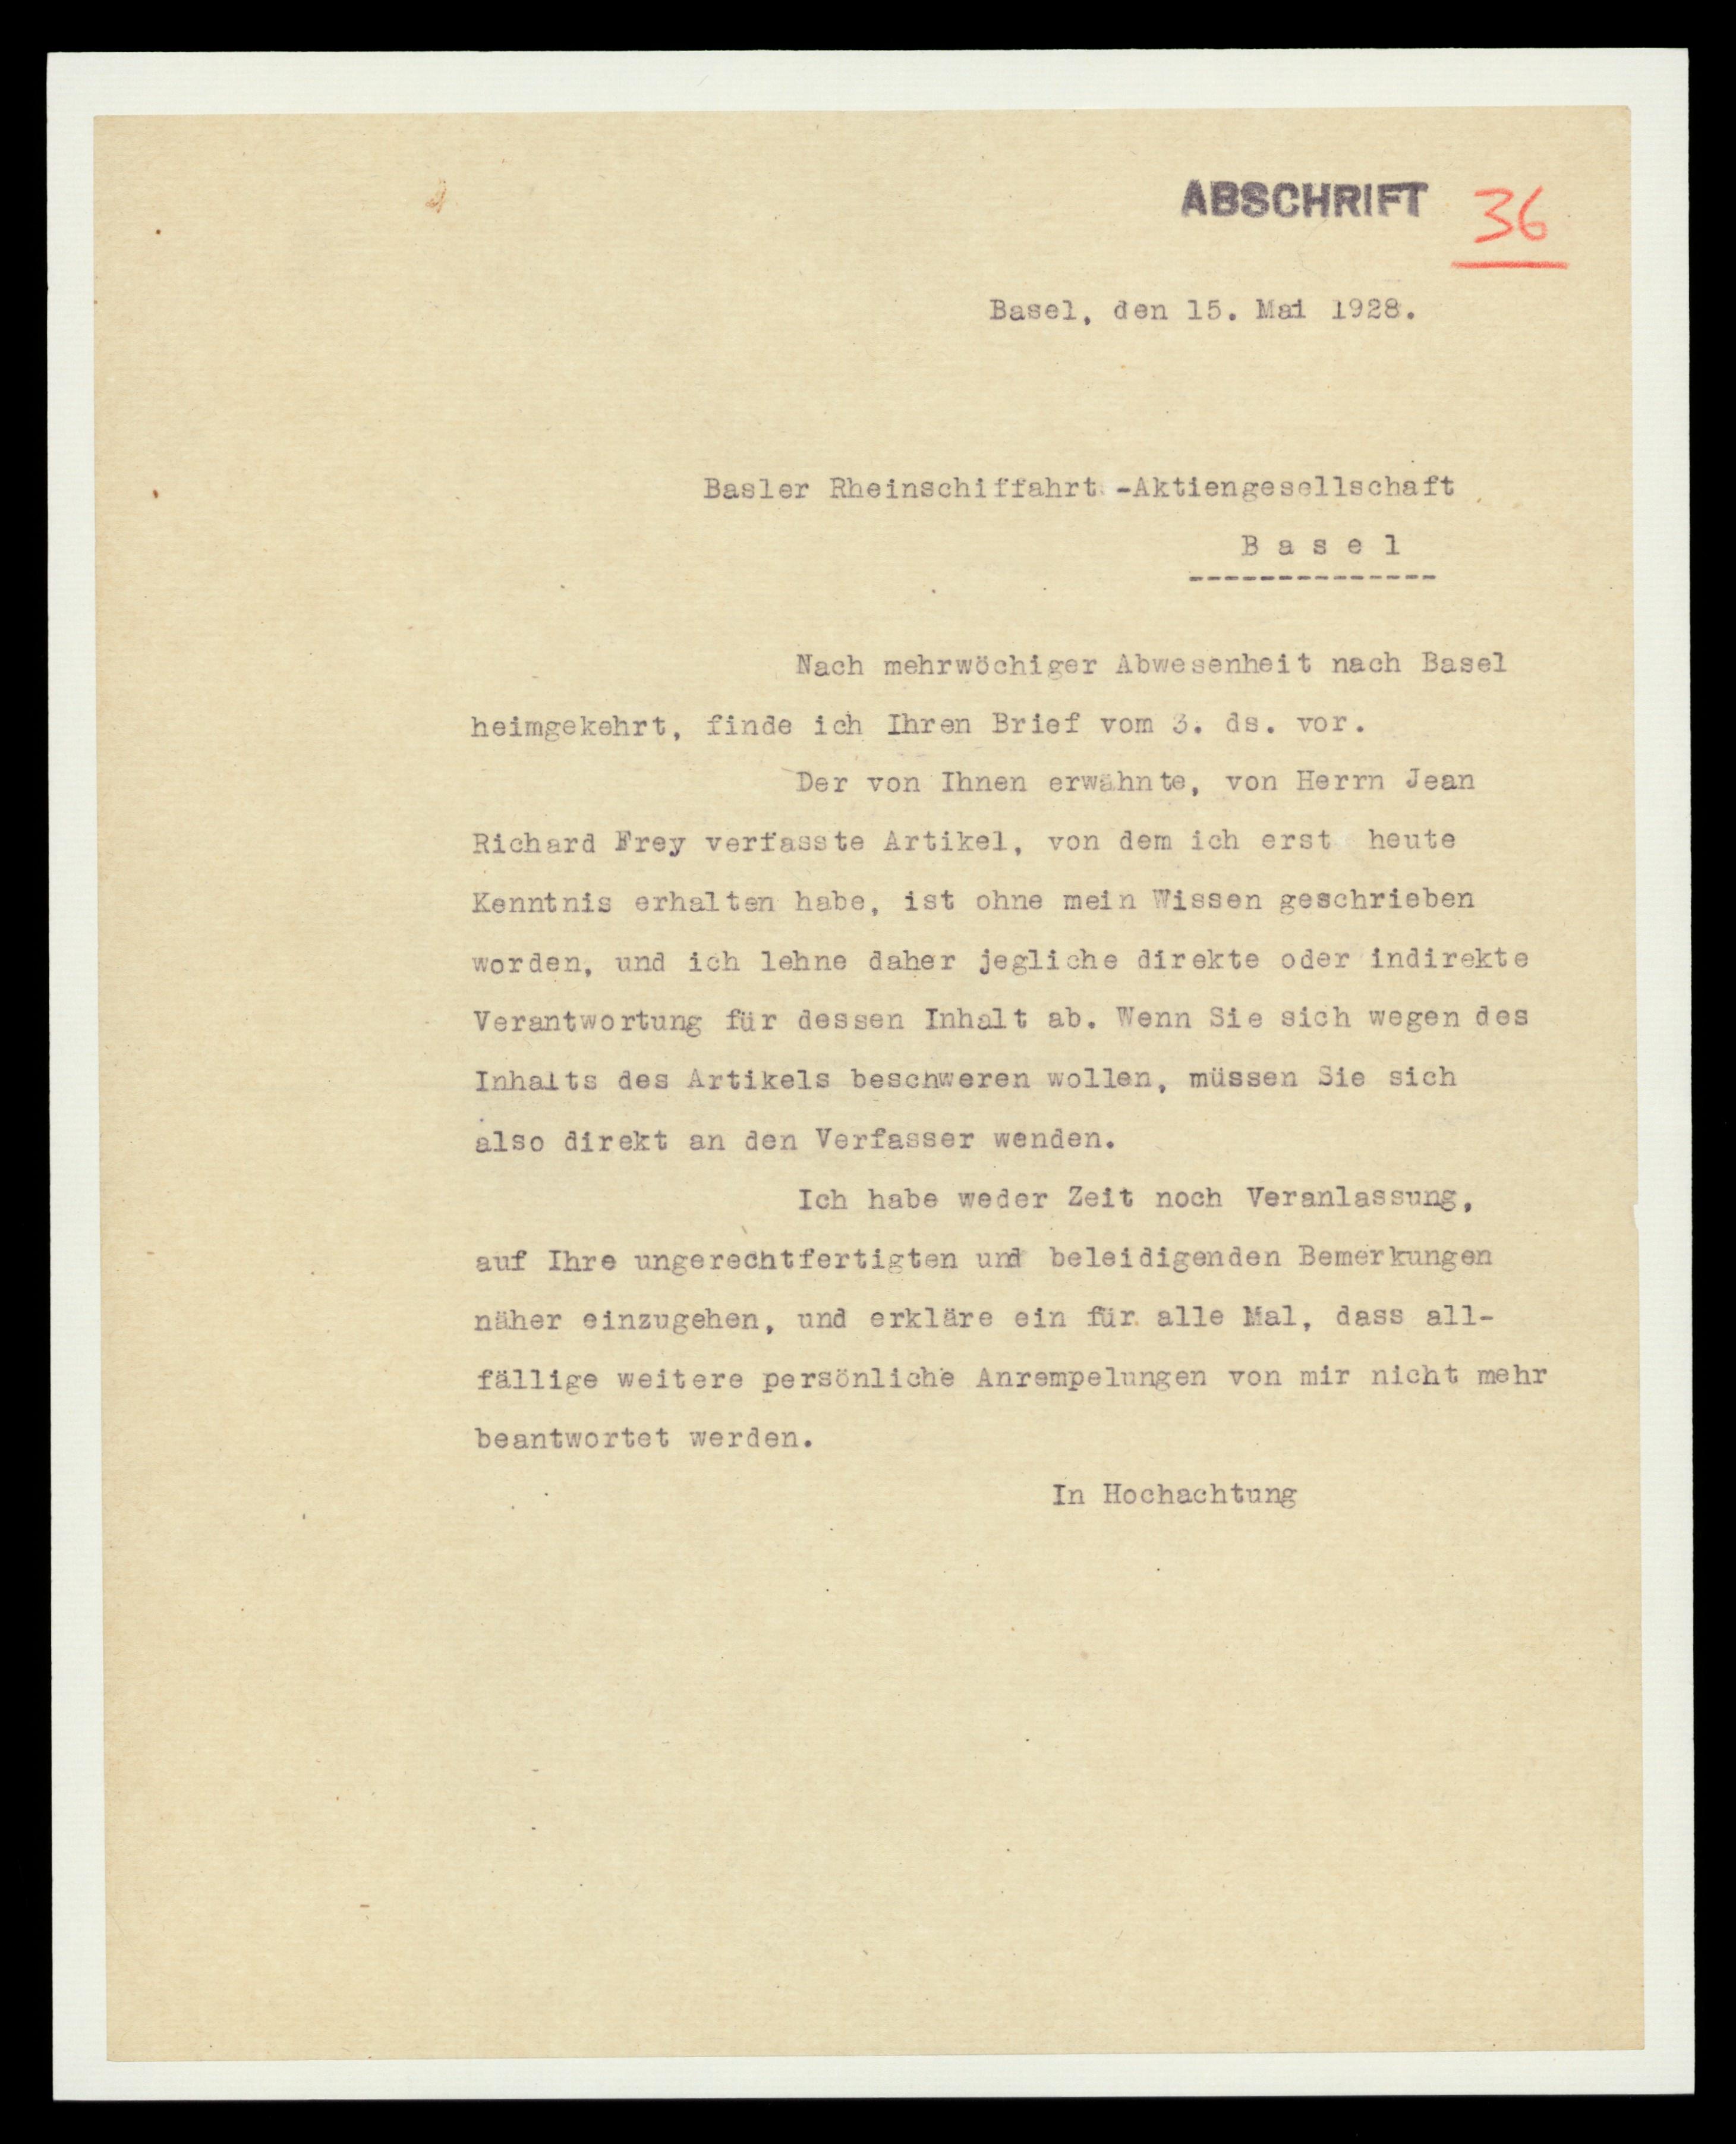 ABSCHRIFT 36
Basel, den 15. Mai 1928.
Basler Rheinschiffahrt -Aktiengesellschaft
B a s e l
--------------
Nach mehrwöchiger Abwesenheit nach Basel
heimgekehrt, finde ich Ihren Brief vom 3. ds. vor.
Der von Ihnen erwähnte, von Herrn Jean
Richard Frey verfasste Artikel, von dem ich erst heute
Kenntnis erhalten habe, ist ohne mein Wissen geschrieben
worden, und ich lehne daher jegliche direkte oder indirekte
Verantwortung für dessen Inhalt ab. Wenn Sie sich wegen des
Inhalts des Artikels beschweren wollen, müssen Sie sich
also direkt an den Verfasser wenden.
Ich habe weder Zeit noch Veranlassung,
auf Ihre ungerechtfertigten und beleidigenden Bemerkungen
näher einzugehen, und erkläre ein für alle Mal, dass all-
fällige weitere persönliche Anrempelungen von mir nicht mehr
beantwortet werden.
In Hochachtung